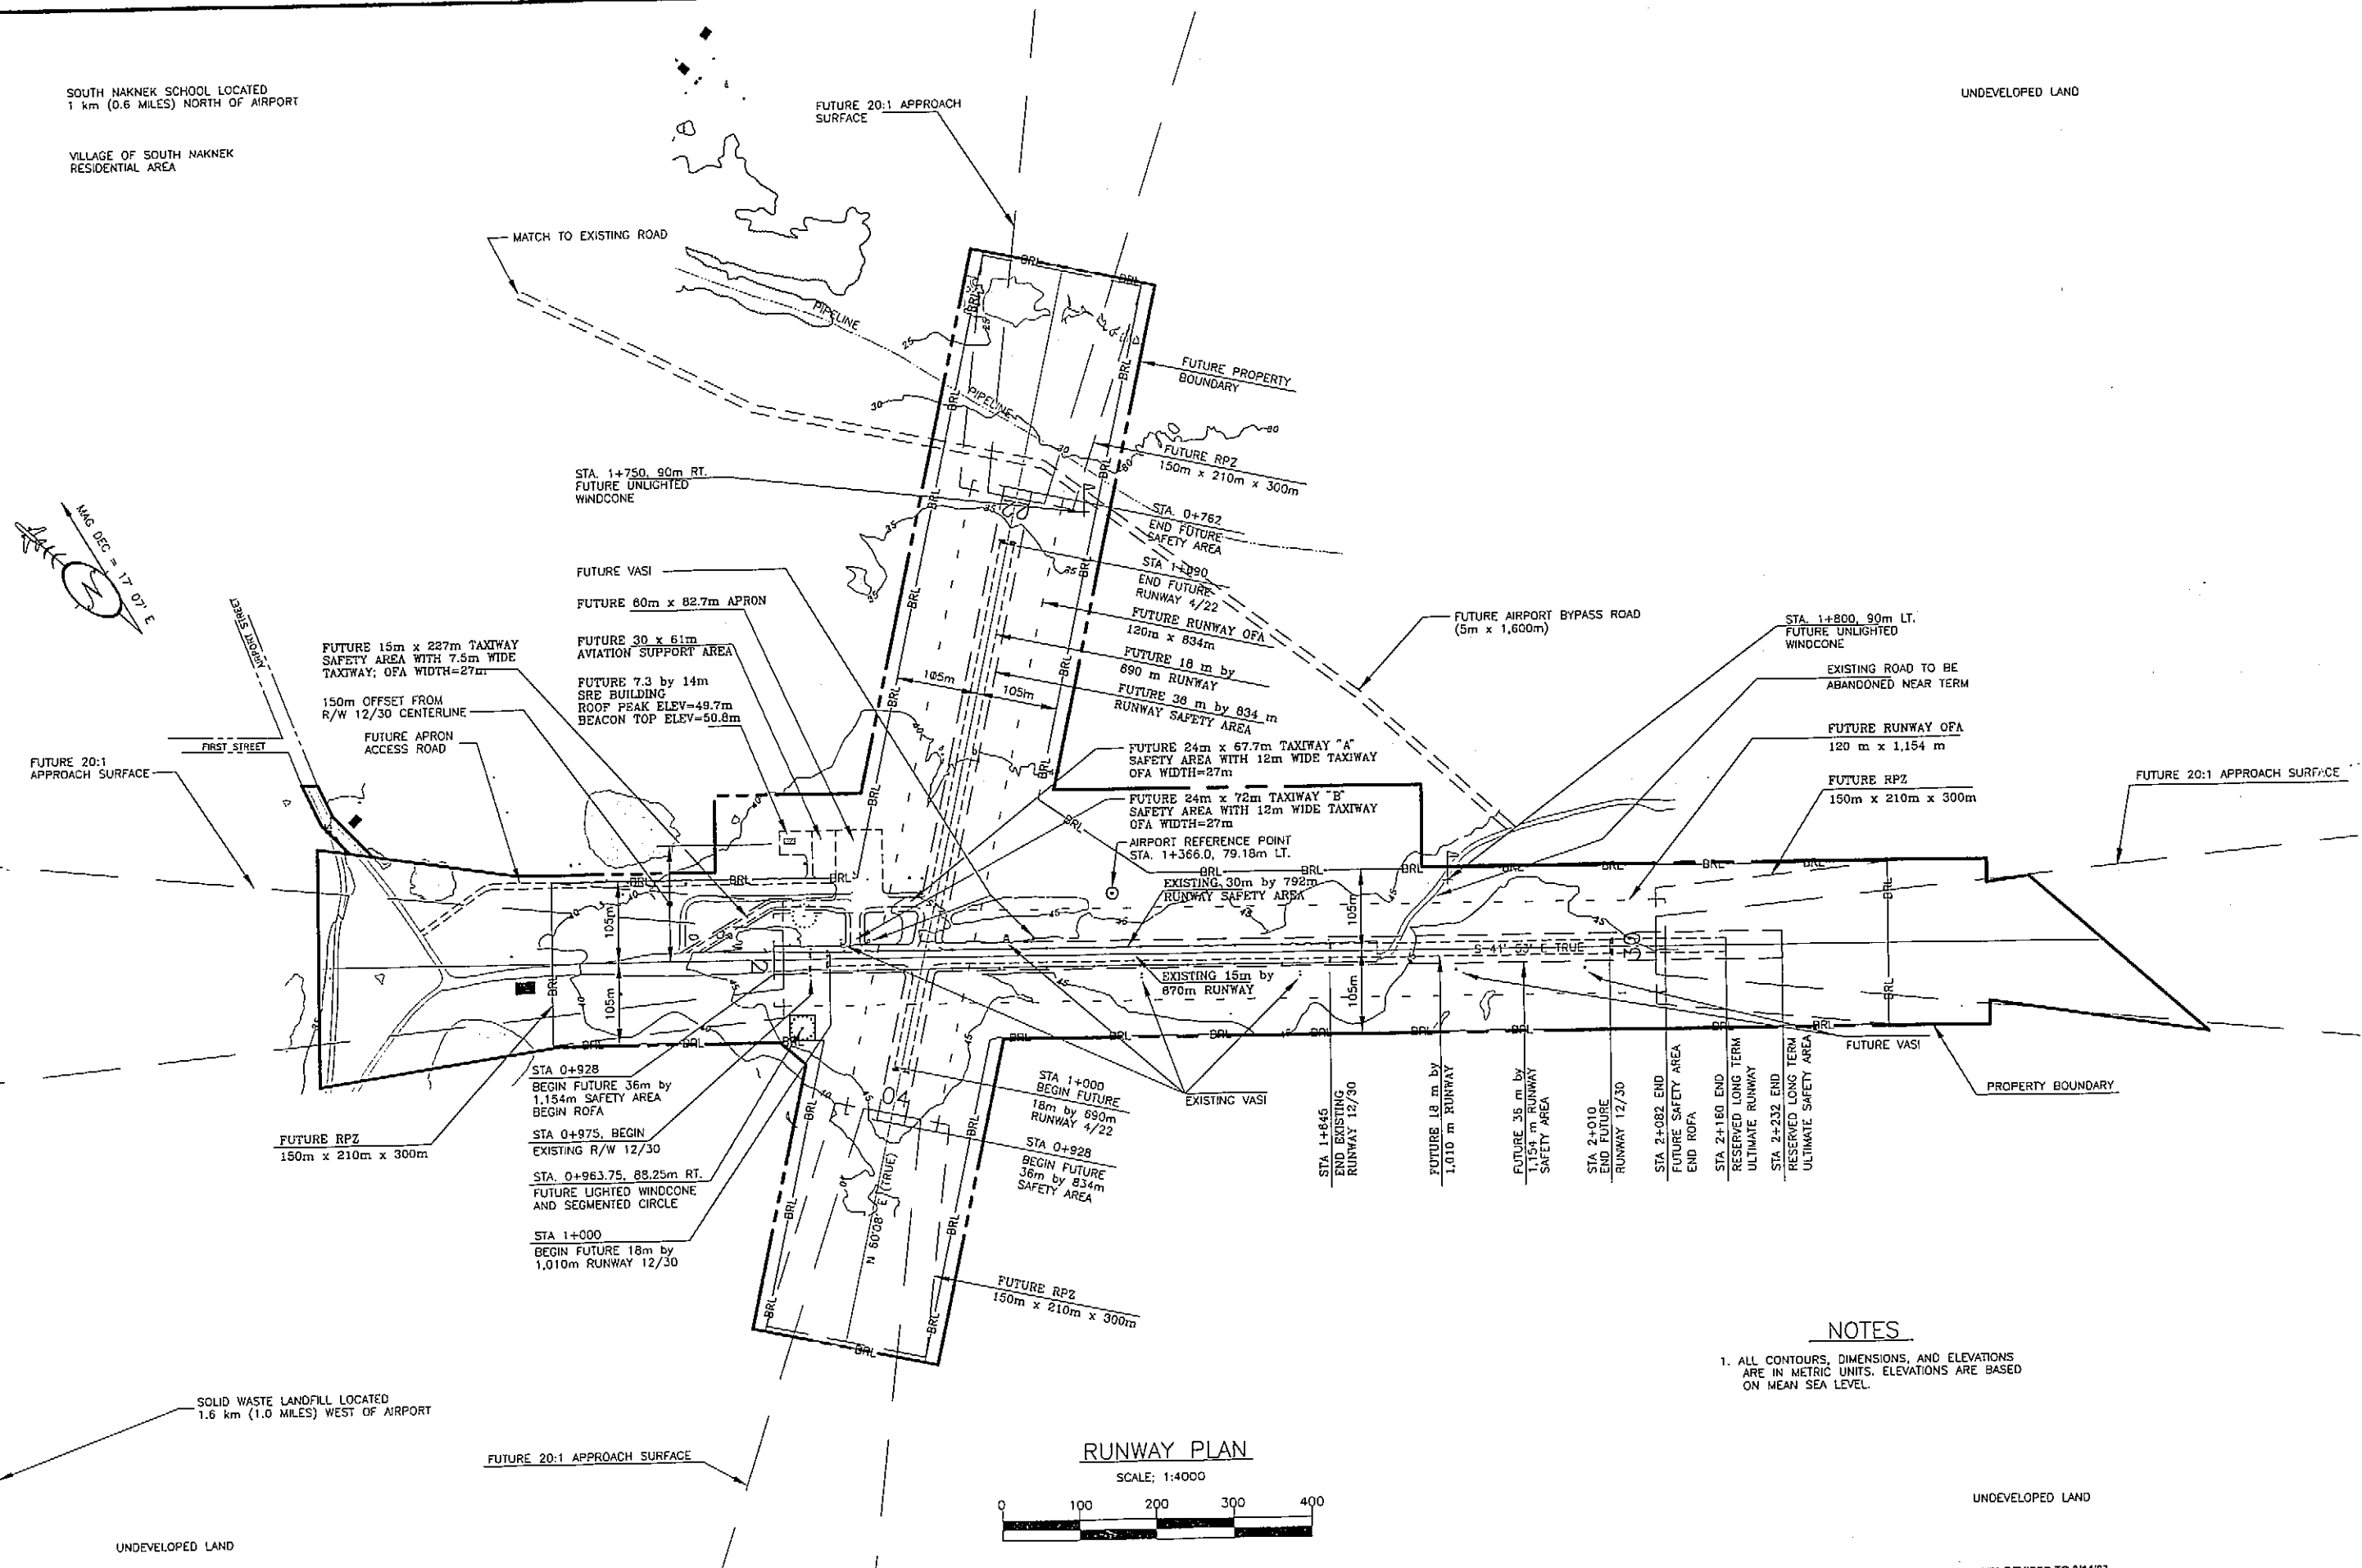 SOUTH NAKNEK SCHOOL LOCATED
1 km (0.6 MILES) NORTH OF AIRPORT
VILLAGE OF SOUTH NAKNEK
RESIDENTIAL AREA
FUTURE 20:1 APPROACH
SURFACE
UNDEVELOPED LAND
MATCH TO EXISTING ROAD
PIPELINE
PIPELINE
FUTURE PROPERTY
BOUNDARY
FUTURE RPZ
150m x 210m x 300m
STA. 1+750, 90m RT.
FUTURE UNLIGHTED
WINDCONE
STA. 0+762
END FUTURE
SAFETY AREA
STA 1+690
END FUTURE
RUNWAY 4/22
FUTURE RUNWAY OFA
120m x 834m
FUTURE 18 m by
690 m RUNWAY
FUTURE 36 m by 834 m
RUNWAY SAFETY AREA
MAG DEC = 17° 07' E
N
AIRPORT STREET
FIRST STREET
FUTURE VASI
FUTURE 60m x 82.7m APRON
FUTURE 30 x 61m
AVIATION SUPPORT AREA
FUTURE 7.3 by 14m
SRE BUILDING
ROOF PEAK ELEV=49.7m
BEACON TOP ELEV=50.8m
FUTURE 15m x 227m TAXIWAY
SAFETY AREA WITH 7.5m WIDE
TAXIWAY; OFA WIDTH=27m
150m OFFSET FROM
R/W 12/30 CENTERLINE
FUTURE APRON
ACCESS ROAD
FUTURE 20:1
APPROACH SURFACE
105m
105m
FUTURE AIRPORT BYPASS ROAD
(5m x 1,600m)
STA. 1+800, 90m LT.
FUTURE UNLIGHTED
WINDCONE
EXISTING ROAD TO BE
ABANDONED NEAR TERM
FUTURE RUNWAY OFA
120 m x 1,154 m
FUTURE RPZ
150m x 210m x 300m
FUTURE 20:1 APPROACH SURFACE
FUTURE 24m x 67.7m TAXIWAY "A"
SAFETY AREA WITH 12m WIDE TAXIWAY
OFA WIDTH=27m
FUTURE 24m x 72m TAXIWAY "B"
SAFETY AREA WITH 12m WIDE TAXIWAY
OFA WIDTH=27m
AIRPORT REFERENCE POINT
STA. 1+366.0, 79.18m LT.
EXISTING 30m by 792m
RUNWAY SAFETY AREA
EXISTING 15m by
670m RUNWAY
S 41° 53' E TRUE
105m
105m
105m
105m
12
30
04
22
BRL
N 60°08' E (TRUE)
EXISTING VASI
FUTURE VASI
PROPERTY BOUNDARY
FUTURE RPZ
150m x 210m x 300m
STA 0+928
BEGIN FUTURE 36m by
1,154m SAFETY AREA
BEGIN ROFA
STA 0+975, BEGIN
EXISTING R/W 12/30
STA. 0+963.75, 88.25m RT.
FUTURE LIGHTED WINDCONE
AND SEGMENTED CIRCLE
STA 1+000
BEGIN FUTURE 18m by
1,010m RUNWAY 12/30
STA 1+000
BEGIN FUTURE
18m by 690m
RUNWAY 4/22
STA 0+928
BEGIN FUTURE
36m by 834m
SAFETY AREA
FUTURE RPZ
150m x 210m x 300m
STA 1+645
END EXISTING
RUNWAY 12/30
FUTURE 18 m by
1,010 m RUNWAY
FUTURE 36 m by
1,154 m RUNWAY
SAFETY AREA
STA 2+010
END FUTURE
RUNWAY 12/30
STA 2+082 END
FUTURE SAFETY AREA
END ROFA
STA 2+160 END
RESERVED LONG TERM
ULTIMATE RUNWAY
STA 2+232 END
RESERVED LONG TERM
ULTIMATE SAFETY AREA
NOTES
1. ALL CONTOURS, DIMENSIONS, AND ELEVATIONS
ARE IN METRIC UNITS. ELEVATIONS ARE BASED
ON MEAN SEA LEVEL.
SOLID WASTE LANDFILL LOCATED
1.6 km (1.0 MILES) WEST OF AIRPORT
FUTURE 20:1 APPROACH SURFACE
RUNWAY PLAN
SCALE; 1:4000
0 100 200 300 400
UNDEVELOPED LAND
UNDEVELOPED LAND